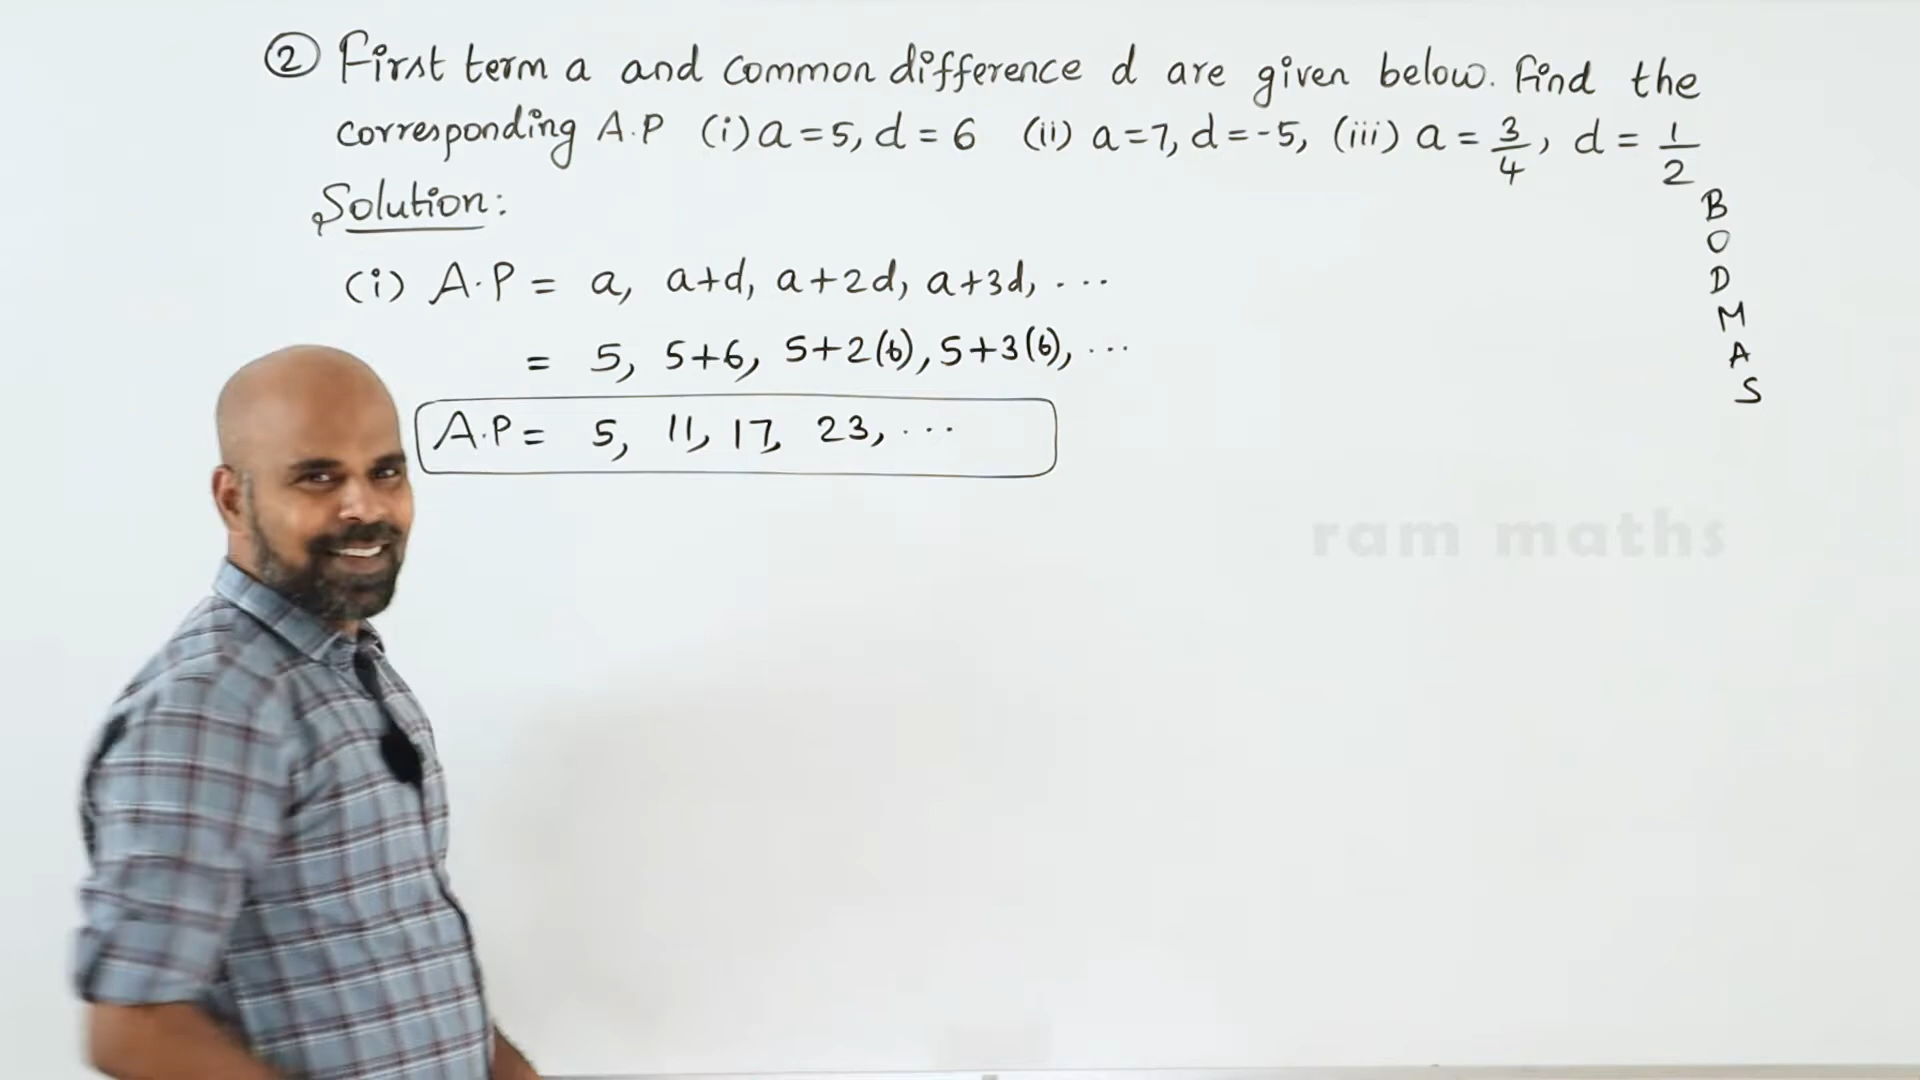 ② First term a and common difference d are given below. Find the
corresponding A.P (i) a = 5, d = 6 (ii) a=7, d=-5, (iii) a = 3/4, d = 1/2
Solution:
(i) A.P = a, a+d, a+2d, a+3d, ...
= 5, 5+6, 5+2(6), 5+3(6), ...
A.P = 5, 11, 17, 23, ...
B
O
D
M
A
S
ram maths